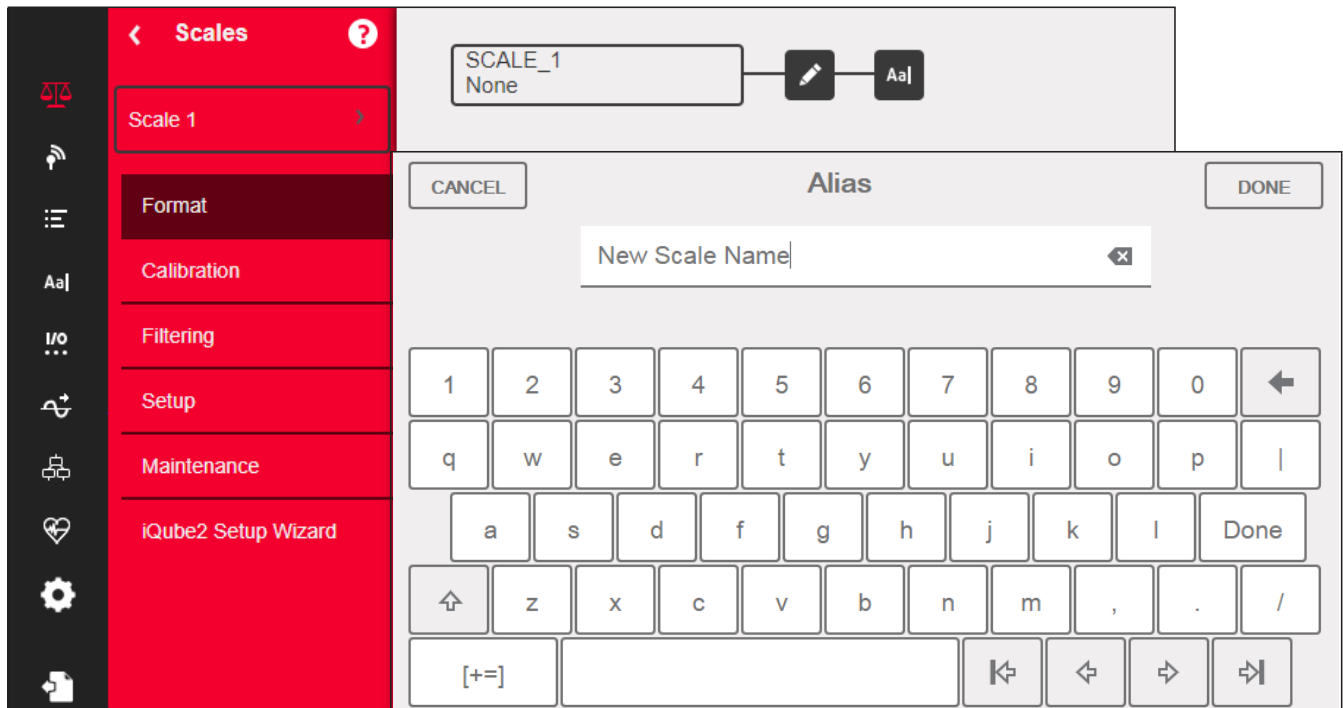 Scales ?
SCALE_1
None
Aa|
Scale 1
Format
Calibration
Filtering
Setup
Maintenance
iQube2 Setup Wizard
Aa|
I/O
CANCEL Alias DONE
New Scale Name
1 2 3 4 5 6 7 8 9 0
q w e r t y u i o p |
a s d f g h j k l Done
z x c v b n m , . /
[+=]